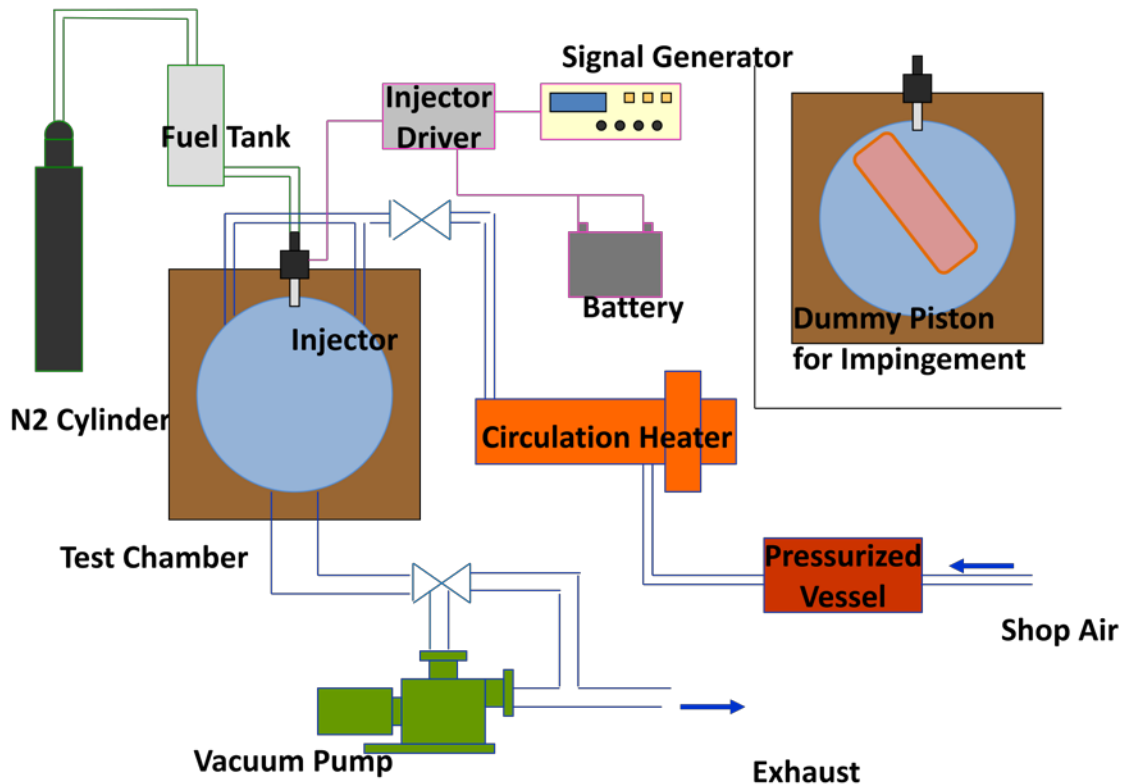 Signal Generator
Injector
Driver
Fuel Tank
Battery
Injector
Dummy Piston
for Impingement
N2 Cylinder
Circulation Heater
Test Chamber
Pressurized
Vessel
Shop Air
Vacuum Pump
Exhaust